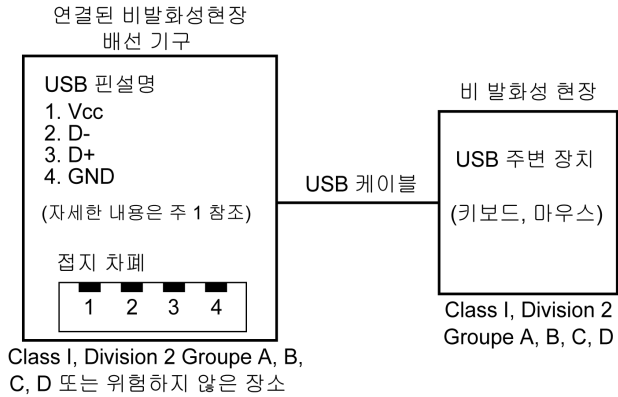 연결된 비발화성현장
배선 기구
USB 핀설명
1. Vcc
2. D-
3. D+
4. GND
(자세한 내용은 주 1 참조)
접지 차폐
1 2 3 4
Class I, Division 2 Groupe A, B,
C, D 또는 위험하지 않은 장소
USB 케이블
비 발화성 현장
USB 주변 장치
(키보드, 마우스)
Class I, Division 2
Groupe A, B, C, D